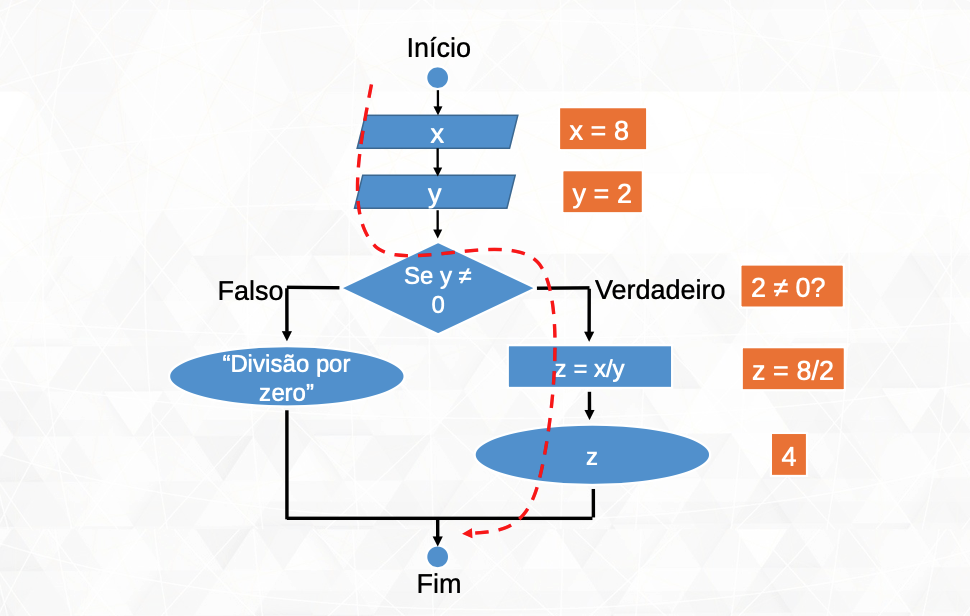 Início
x
x = 8
y
y = 2
Se y ≠
0
Falso
Verdadeiro
2 ≠ 0?
“Divisão por
zero”
z = x/y
z = 8/2
z
4
Fim